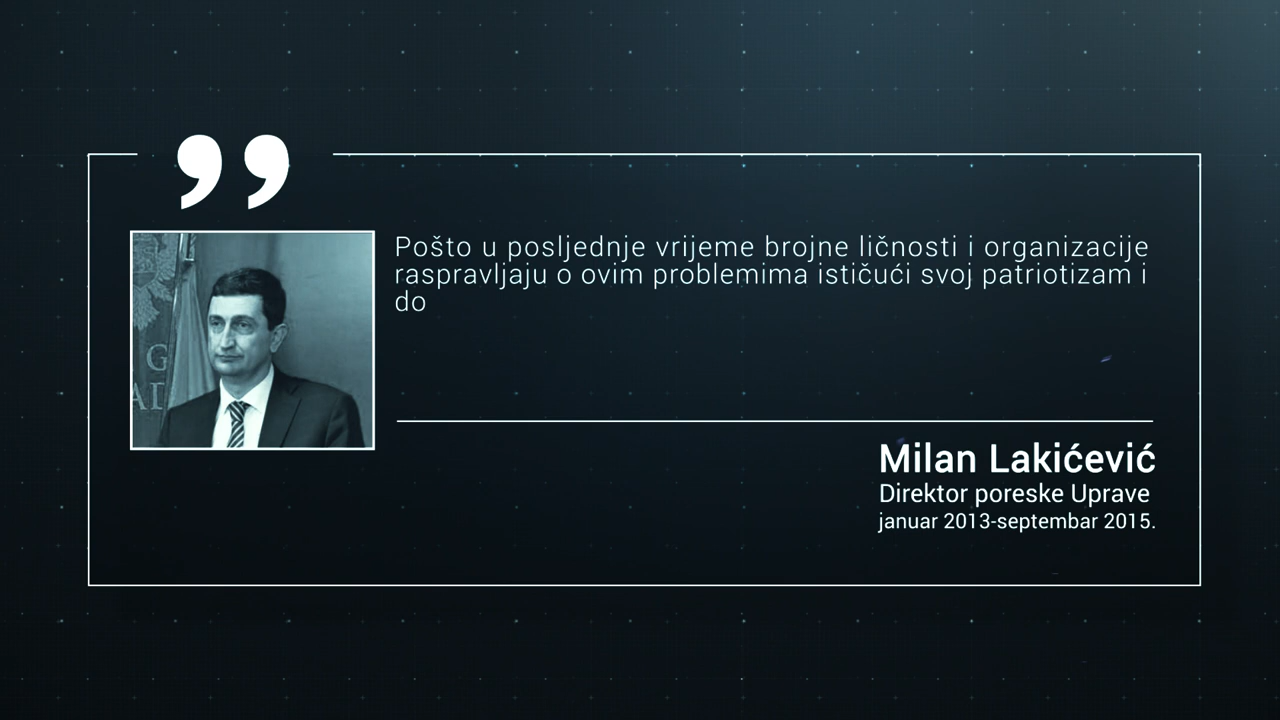 Pošto u posljednje vrijeme brojne ličnosti i organizacije
raspravljaju o ovim problemima ističući svoj patriotizam i
do
Milan Lakićević
Direktor poreske Uprave
januar 2013-septembar 2015.